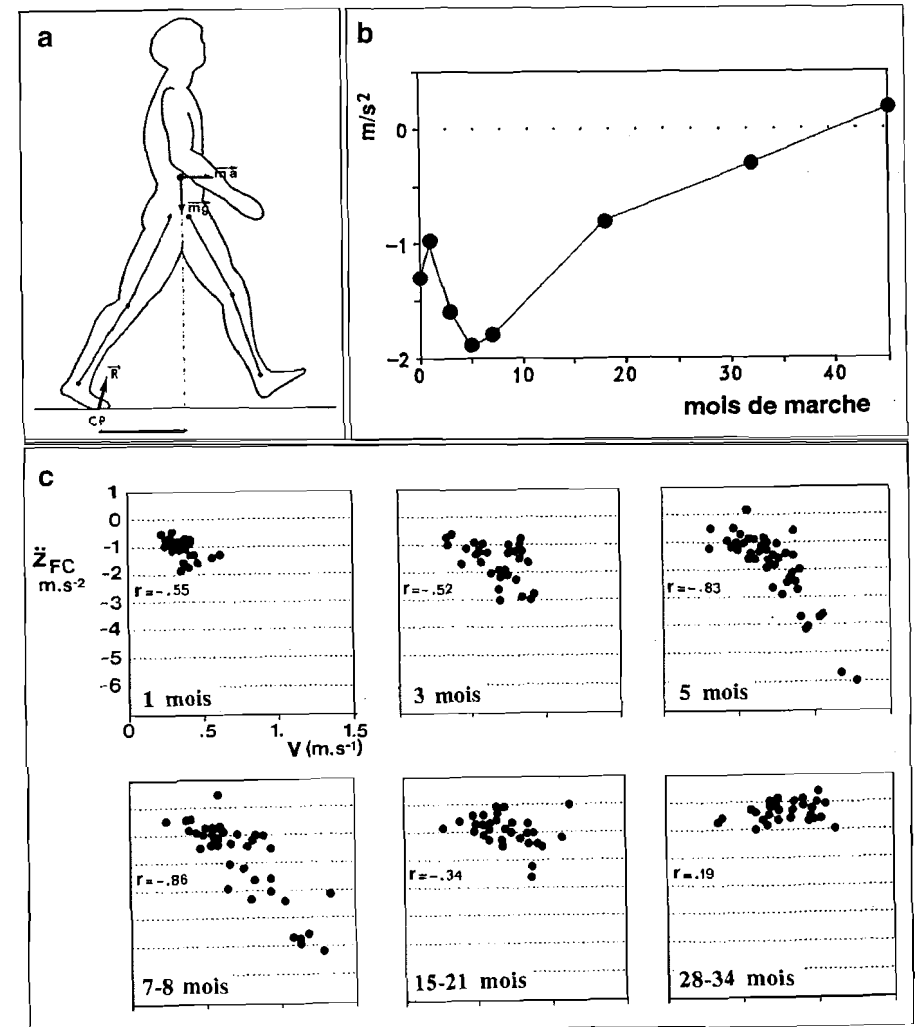 a
ma
mg
R
CP
b
m/s²
0
−1
−2
0
10
20
30
40
mois de marche
c
Z̈FC
m.s-2
1
0
-1
-2
-3
-4
-5
-6
r=-.55
1 mois
0
.5
1.
1.5
V (m.s-1)
r=-.52
3 mois
r=-.83
5 mois
r=-.86
7-8 mois
r=-.34
15-21 mois
r=.19
28-34 mois